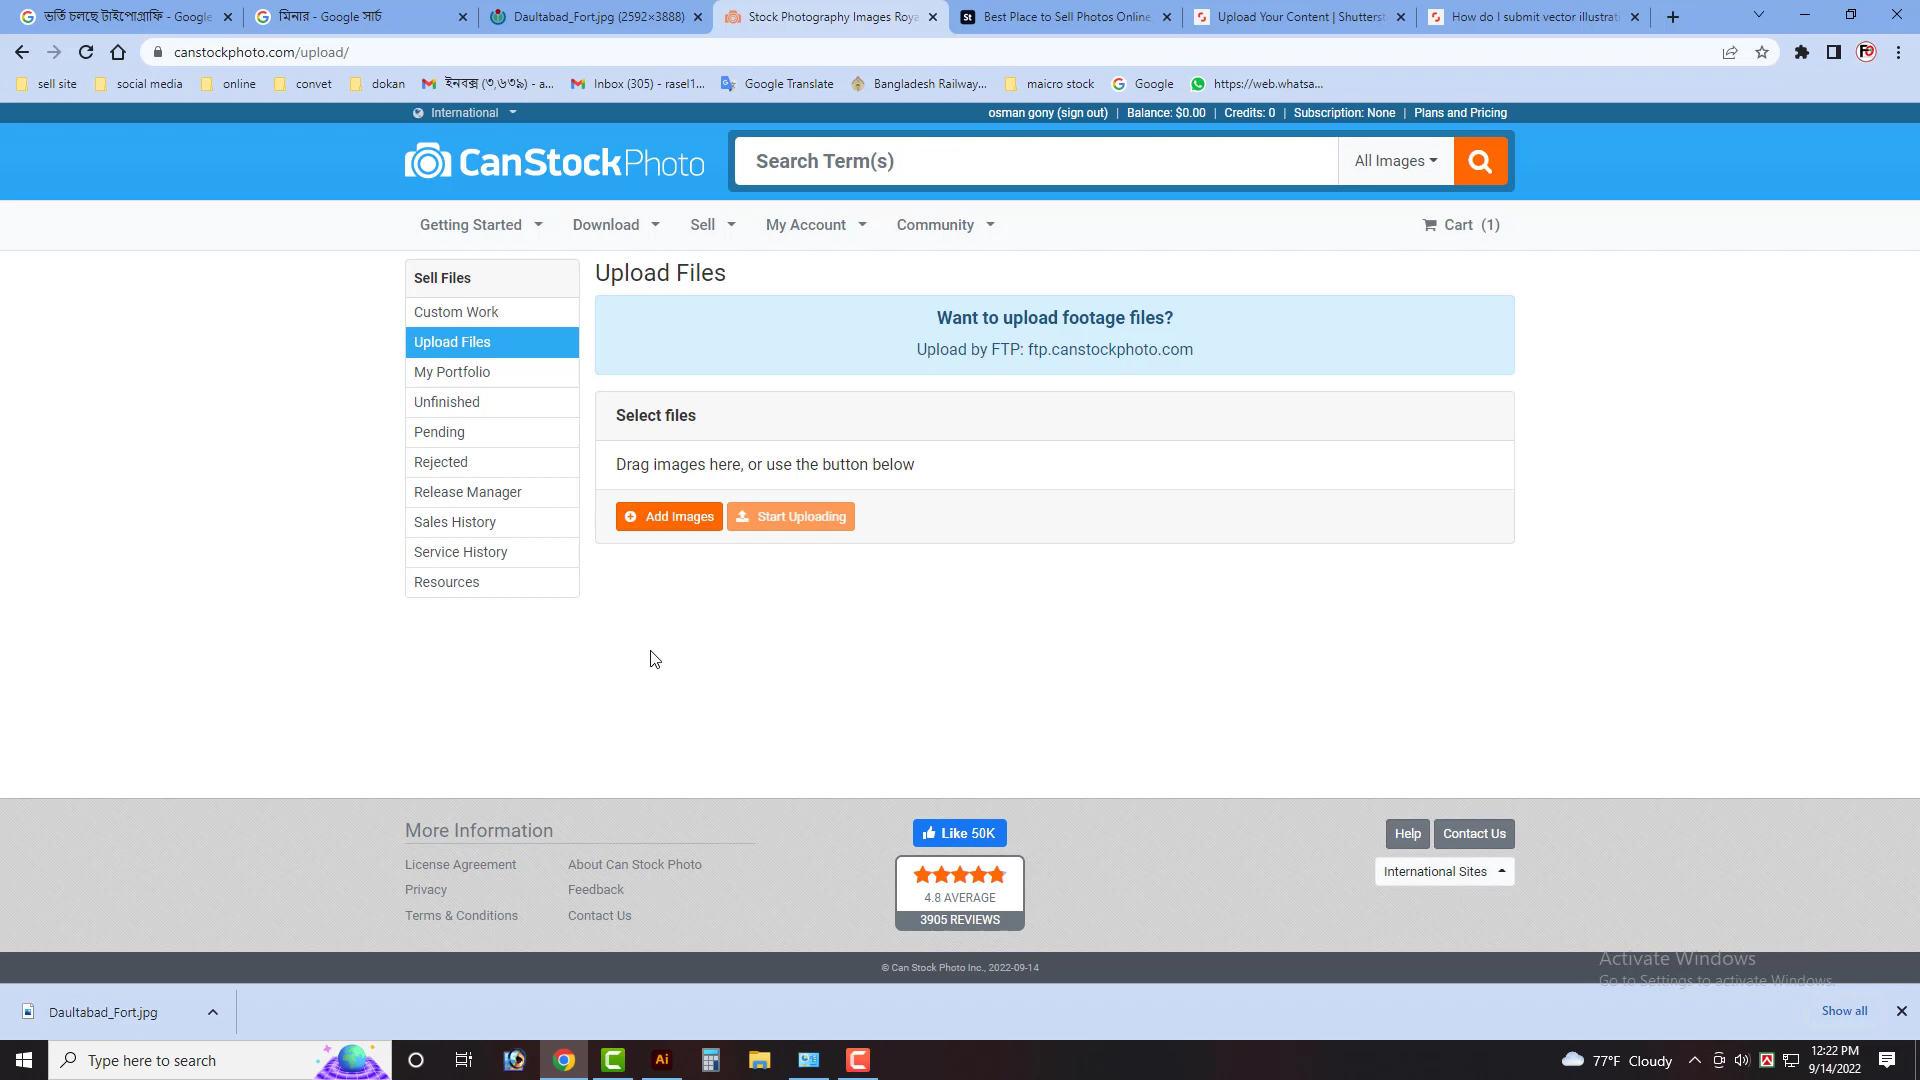 ভর্তি চলছে টাইপোগ্রাফি - Google
মিনার - Google সার্চ
Daultabad_Fort.jpg (2592×3888)
Stock Photography Images Roya
Best Place to Sell Photos Online,
Upload Your Content | Shutterst
How do I submit vector illustrati
canstockphoto.com/upload/
sell site
social media
online
convet
dokan
ইনবক্স (৩,৬৩৯) - a...
Inbox (305) - rasel1...
Google Translate
Bangladesh Railway...
maicro stock
Google
https://web.whatsa...
International
osman gony (sign out) | Balance: $0.00 | Credits: 0 | Subscription: None | Plans and Pricing
CanStockPhoto
Search Term(s)
All Images
Getting Started
Download
Sell
My Account
Community
Cart (1)
Sell Files
Custom Work
Upload Files
My Portfolio
Unfinished
Pending
Rejected
Release Manager
Sales History
Service History
Resources
Upload Files
Want to upload footage files?
Upload by FTP: ftp.canstockphoto.com
Select files
Drag images here, or use the button below
Add Images
Start Uploading
More Information
License Agreement
About Can Stock Photo
Privacy
Feedback
Terms & Conditions
Contact Us
Like 50K
4.8 AVERAGE
3905 REVIEWS
Help
Contact Us
International Sites
© Can Stock Photo Inc., 2022-09-14
Activate Windows
Go to Settings to activate Windows.
Daultabad_Fort.jpg
Show all
Type here to search
Ai
77°F Cloudy
12:22 PM
9/14/2022